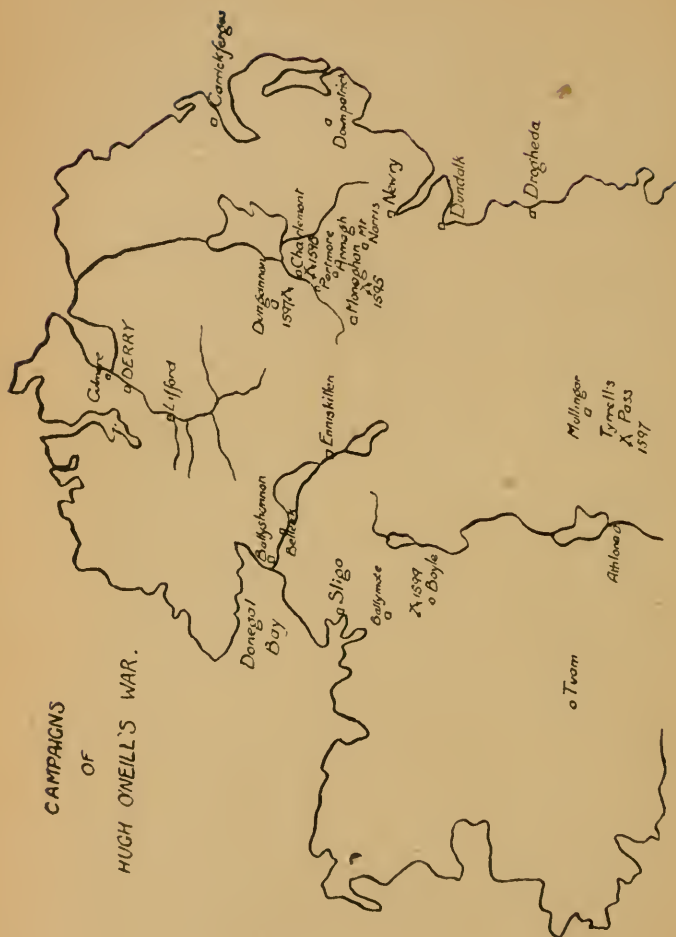 CAMPAIGNS
OF
HUGH O'NEILL'S WAR.
Carrickfergus
Downpatrick
Newry
Dundalk
Drogheda
Dungannon
1597
Charlemont
Portmore
Armagh
Mt
Norris
Monaghan
1595
Culmore
DERRY
Lifford
Enniskillen
Ballyshannon
Belleek
Donegal
Bay
Sligo
Ballymote
1599
Boyle
Mullingar
Tyrrell's
Pass
1597
Athlone
Tuam